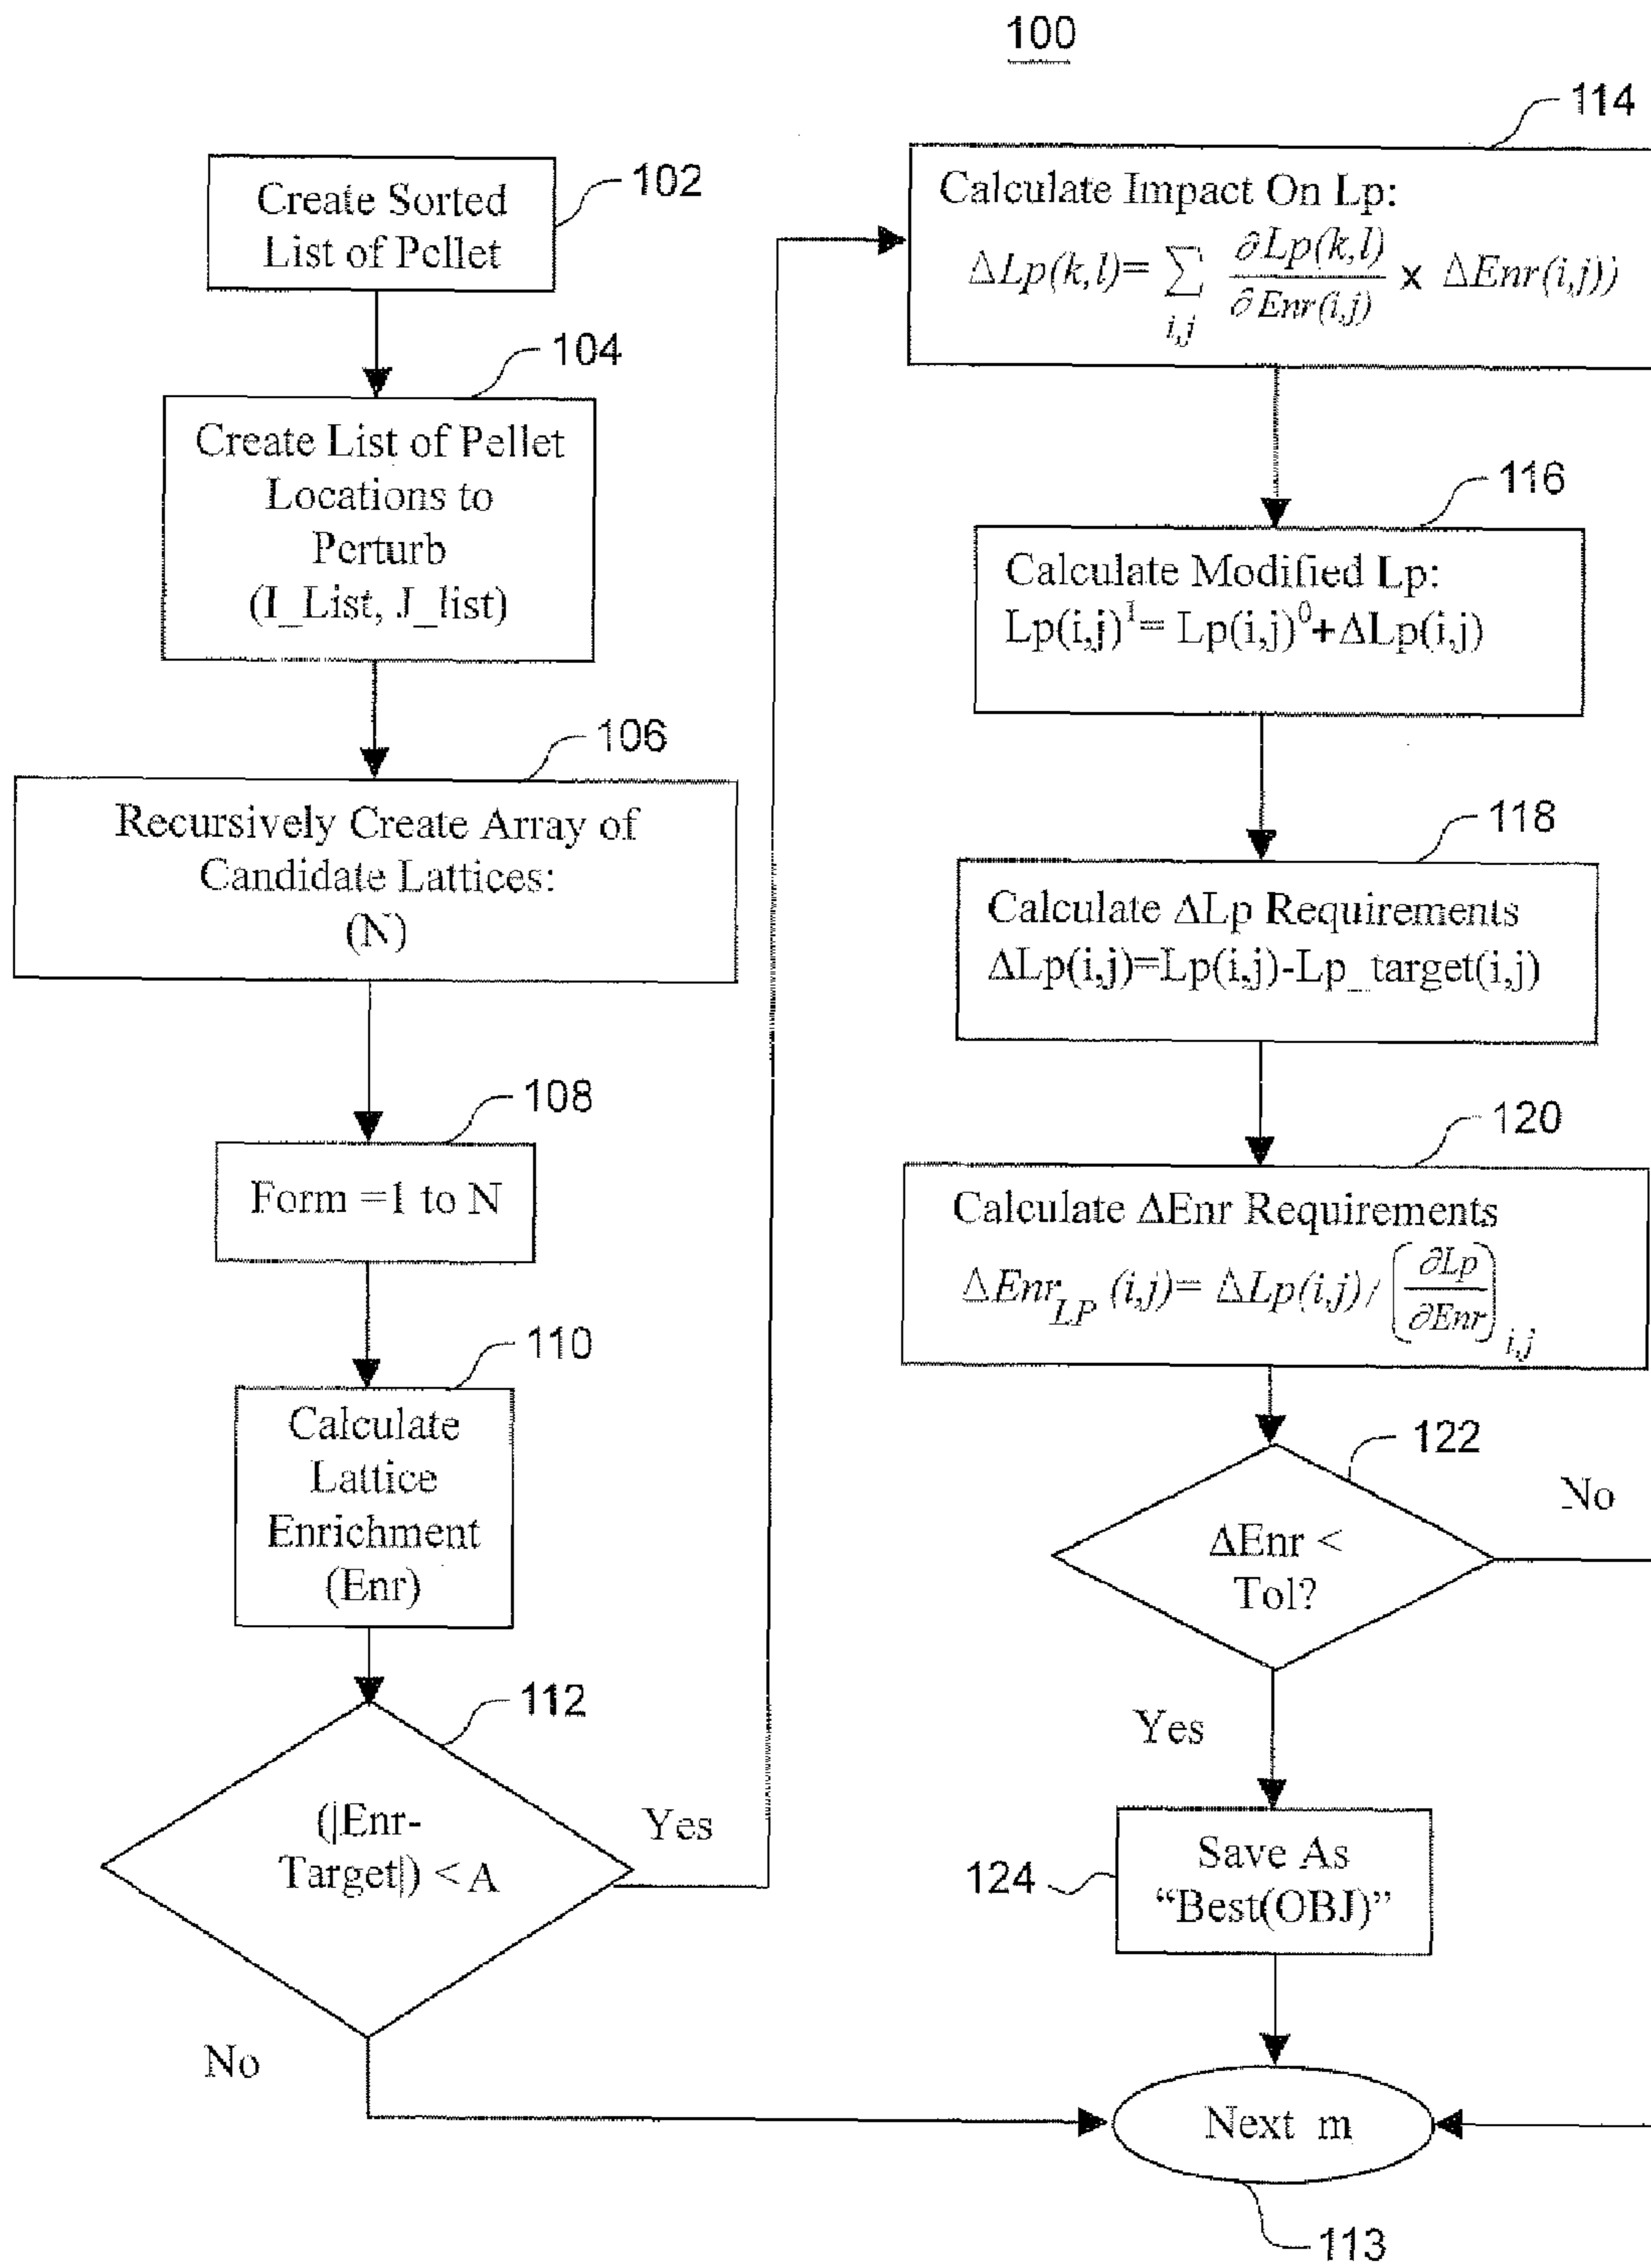 100
Create Sorted
List of Pellet
102
Create List of Pellet
Locations to
Perturb
(I_List, J_list)
104
Recursively Create Array of
Candidate Lattices:
(N)
106
Form =1 to N
108
Calculate
Lattice
Enrichment
(Enr)
110
(|Enr-
Target|) < A
112
Yes
No
Calculate Impact On Lp:
ΔLp(k,l)= ∑ i,j ∂Lp(k,l) / ∂Enr(i,j) x ΔEnr(i,j))
114
Calculate Modified Lp:
Lp(i,j)¹= Lp(i,j)⁰+ΔLp(i,j)
116
Calculate ΔLp Requirements
ΔLp(i,j)=Lp(i,j)-Lp_target(i,j)
118
Calculate ΔEnr Requirements
ΔEnr LP (i,j)= ΔLp(i,j) / (∂Lp / ∂Enr) i,j
120
ΔEnr <
Tol?
122
No
Yes
Save As
“Best(OBJ)”
124
Next m
113